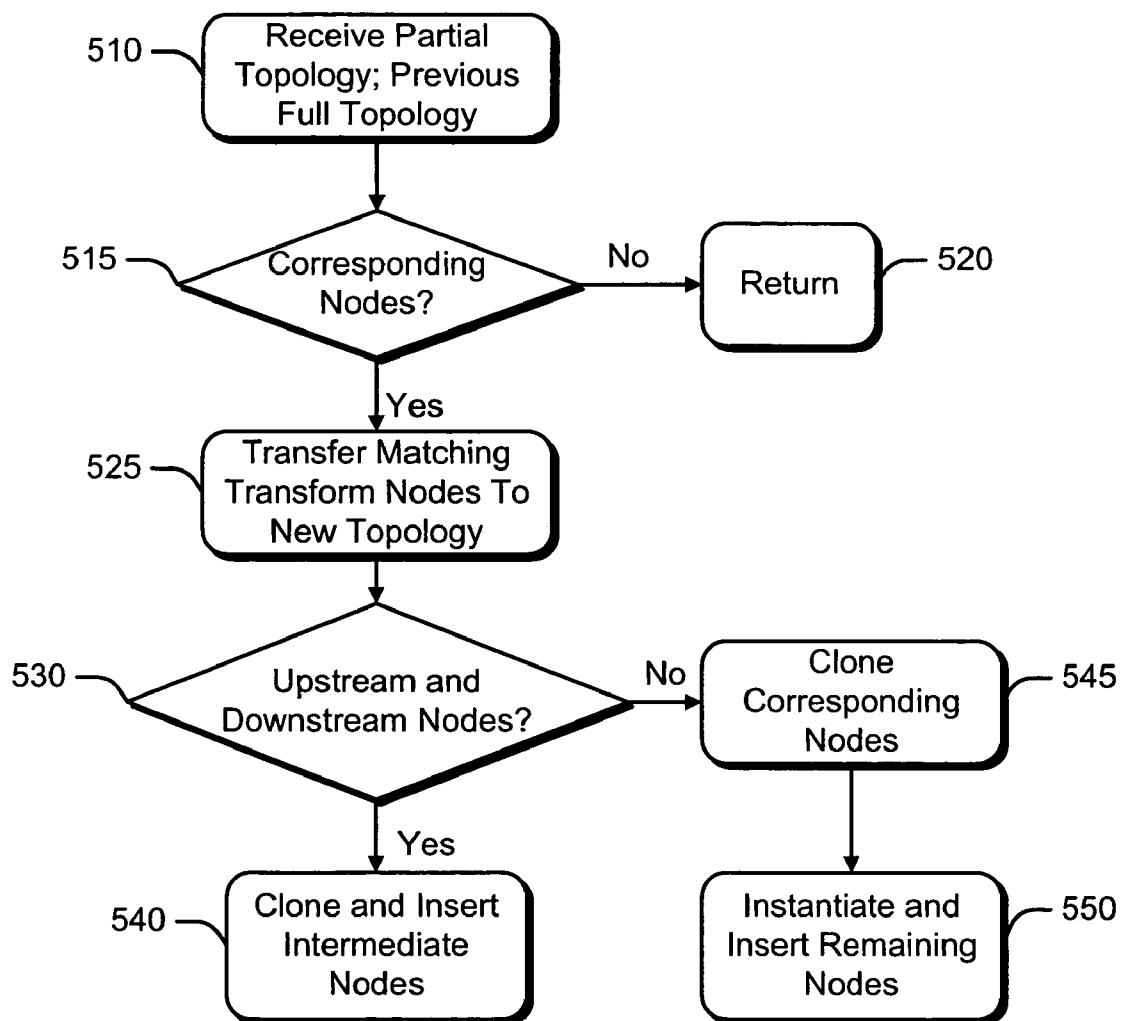 510
Receive Partial
Topology; Previous
Full Topology
515
Corresponding
Nodes?
No
Return
520
Yes
525
Transfer Matching
Transform Nodes To
New Topology
530
Upstream and
Downstream Nodes?
No
Clone
Corresponding
Nodes
545
Yes
540
Clone and Insert
Intermediate
Nodes
Instantiate and
Insert Remaining
Nodes
550